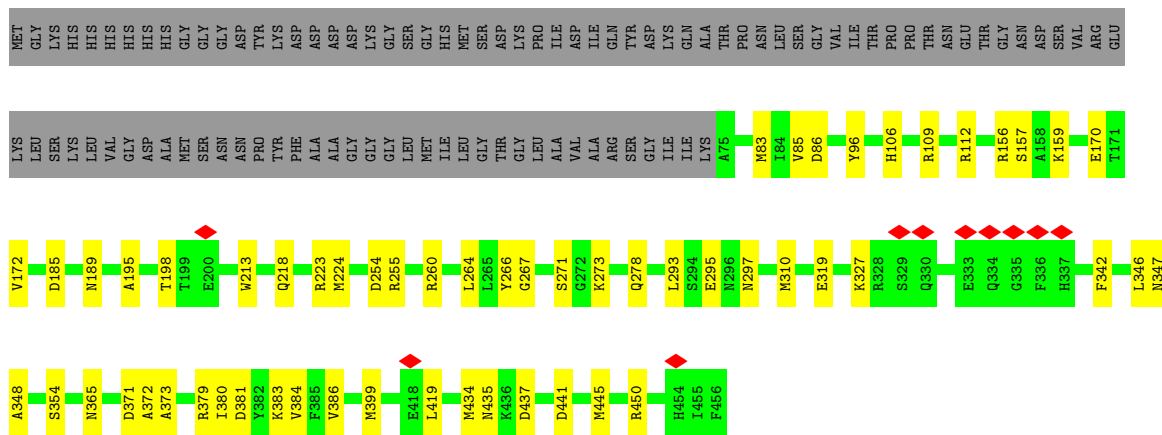 MET GLY LYS HIS HIS HIS HIS HIS HIS GLY GLY GLY ASP TYR LYS ASP ASP ASP ASP LYS GLY SER GLY HIS MET SER ASP LYS PRO ILE ASP ILE GLN TYR ASP LYS GLN ALA THR PRO ASN LEU SER GLY VAL ILE THR PRO PRO THR ASN GLU THR GLY ASN ASP SER VAL ARG GLU
LYS LEU SER LYS LEU VAL GLY ASP ALA MET SER ASN ASN PRO TYR PHE ALA ALA GLY GLY GLY LEU MET ILE LEU GLY THR GLY LEU ALA VAL ALA ARG SER GLY ILE ILE LYS A75 M83 I84 V85 D86 Y96 H106 R109 R112 R156 S157 A158 K159 E170 T171
V172 D185 N189 A195 T198 T199 E200 W213 Q218 R223 M224 D254 R255 R260 L264 L265 Y266 G267 S271 G272 K273 Q278 L293 S294 E295 N296 N297 M310 E319 K327 R328 S329 Q330 E333 Q334 G335 F336 H337 F342 L346 N347
A348 S354 N365 D371 A372 A373 R379 I380 D381 Y382 K383 V384 F385 V386 M399 E418 L419 M434 N435 K436 D437 D441 M445 R450 H454 I455 F456